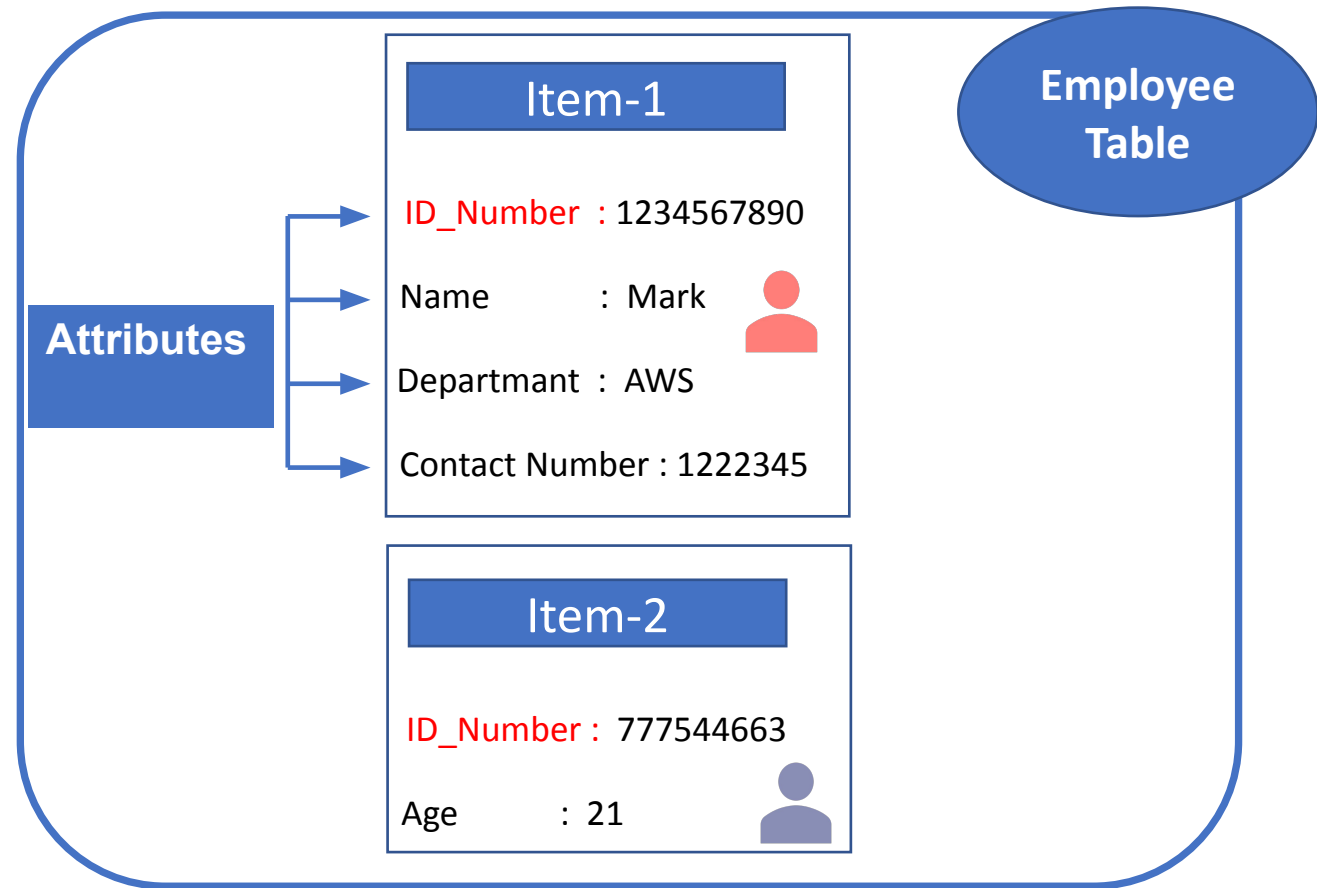 Employee
Table
Item-1
ID_Number : 1234567890
Name : Mark
Attributes
Departmant : AWS
Contact Number : 1222345
Item-2
ID_Number : 777544663
Age : 21